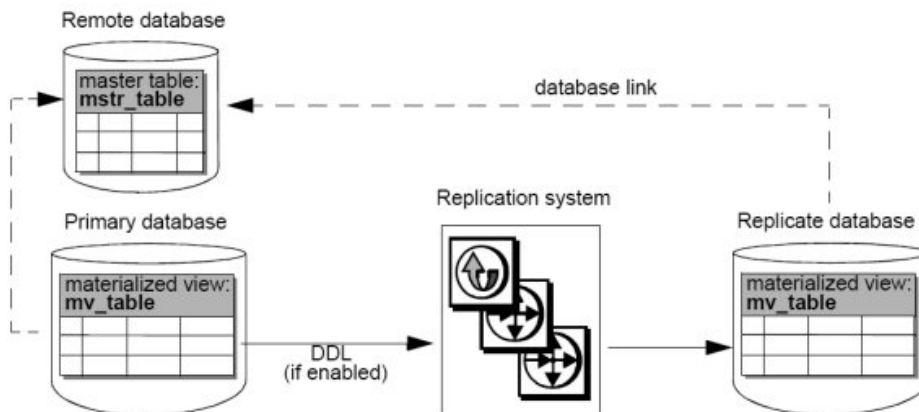 Remote database
master table:
mstr_table
database link
Replication system
Primary database
Replicate database
materialized view:
mv_table
materialized view:
mv_table
DDL
(if enabled)